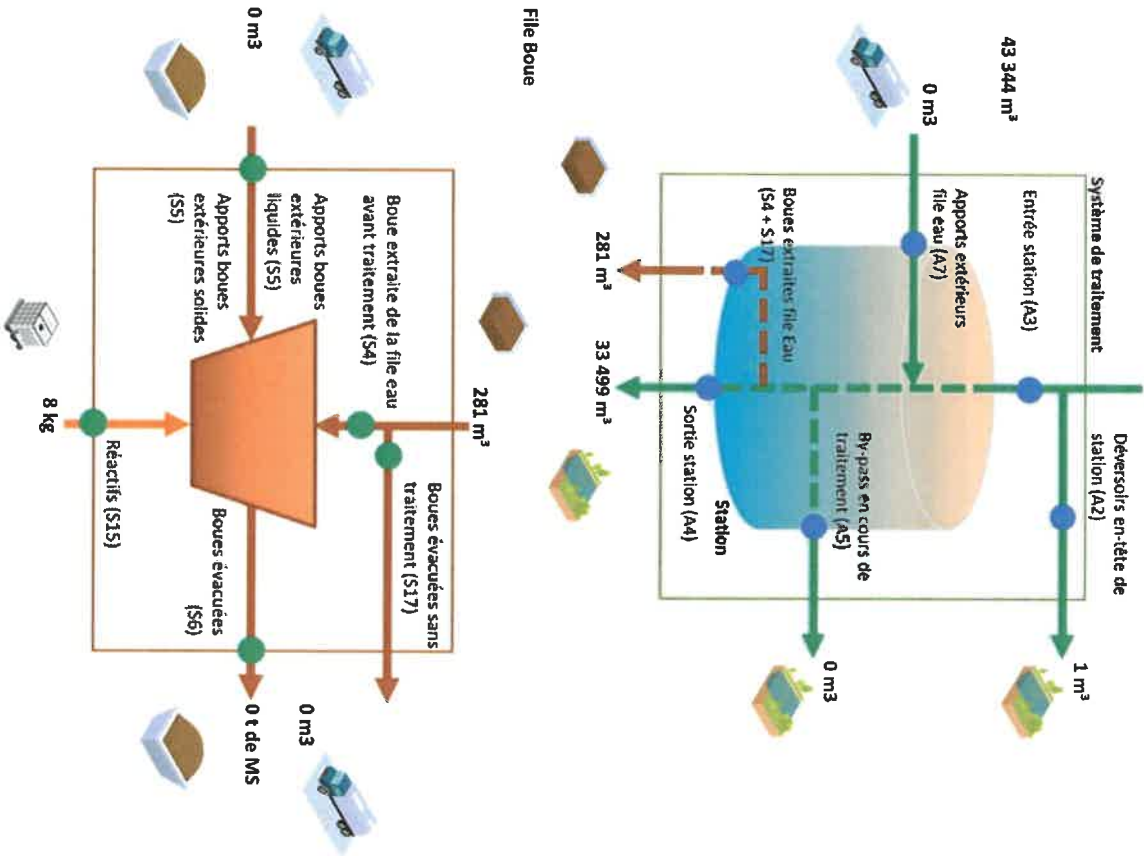 43 344 m³
Système de traitement
Entrée station (A3)
Déversoirs en-tête de
station (A2)
1 m³
0 m3
Apports extérieurs
file eau (A7)
By-pass en cours de
traitement (A5)
0 m3
Boues extraites file Eau
(S4 + S17)
Station
Sortie station (A4)
281 m³
33 499 m³
File Boue
281 m³
Boue extraite de la file eau
avant traitement (S4)
Boues évacuées sans
traitement (S17)
0 m3
Apports boues
extérieures
liquides (S5)
Apports boues
extérieures solides
(S5)
Boues évacuées
(S6)
0 m3
0 t de MS
Réactifs (S15)
8 kg